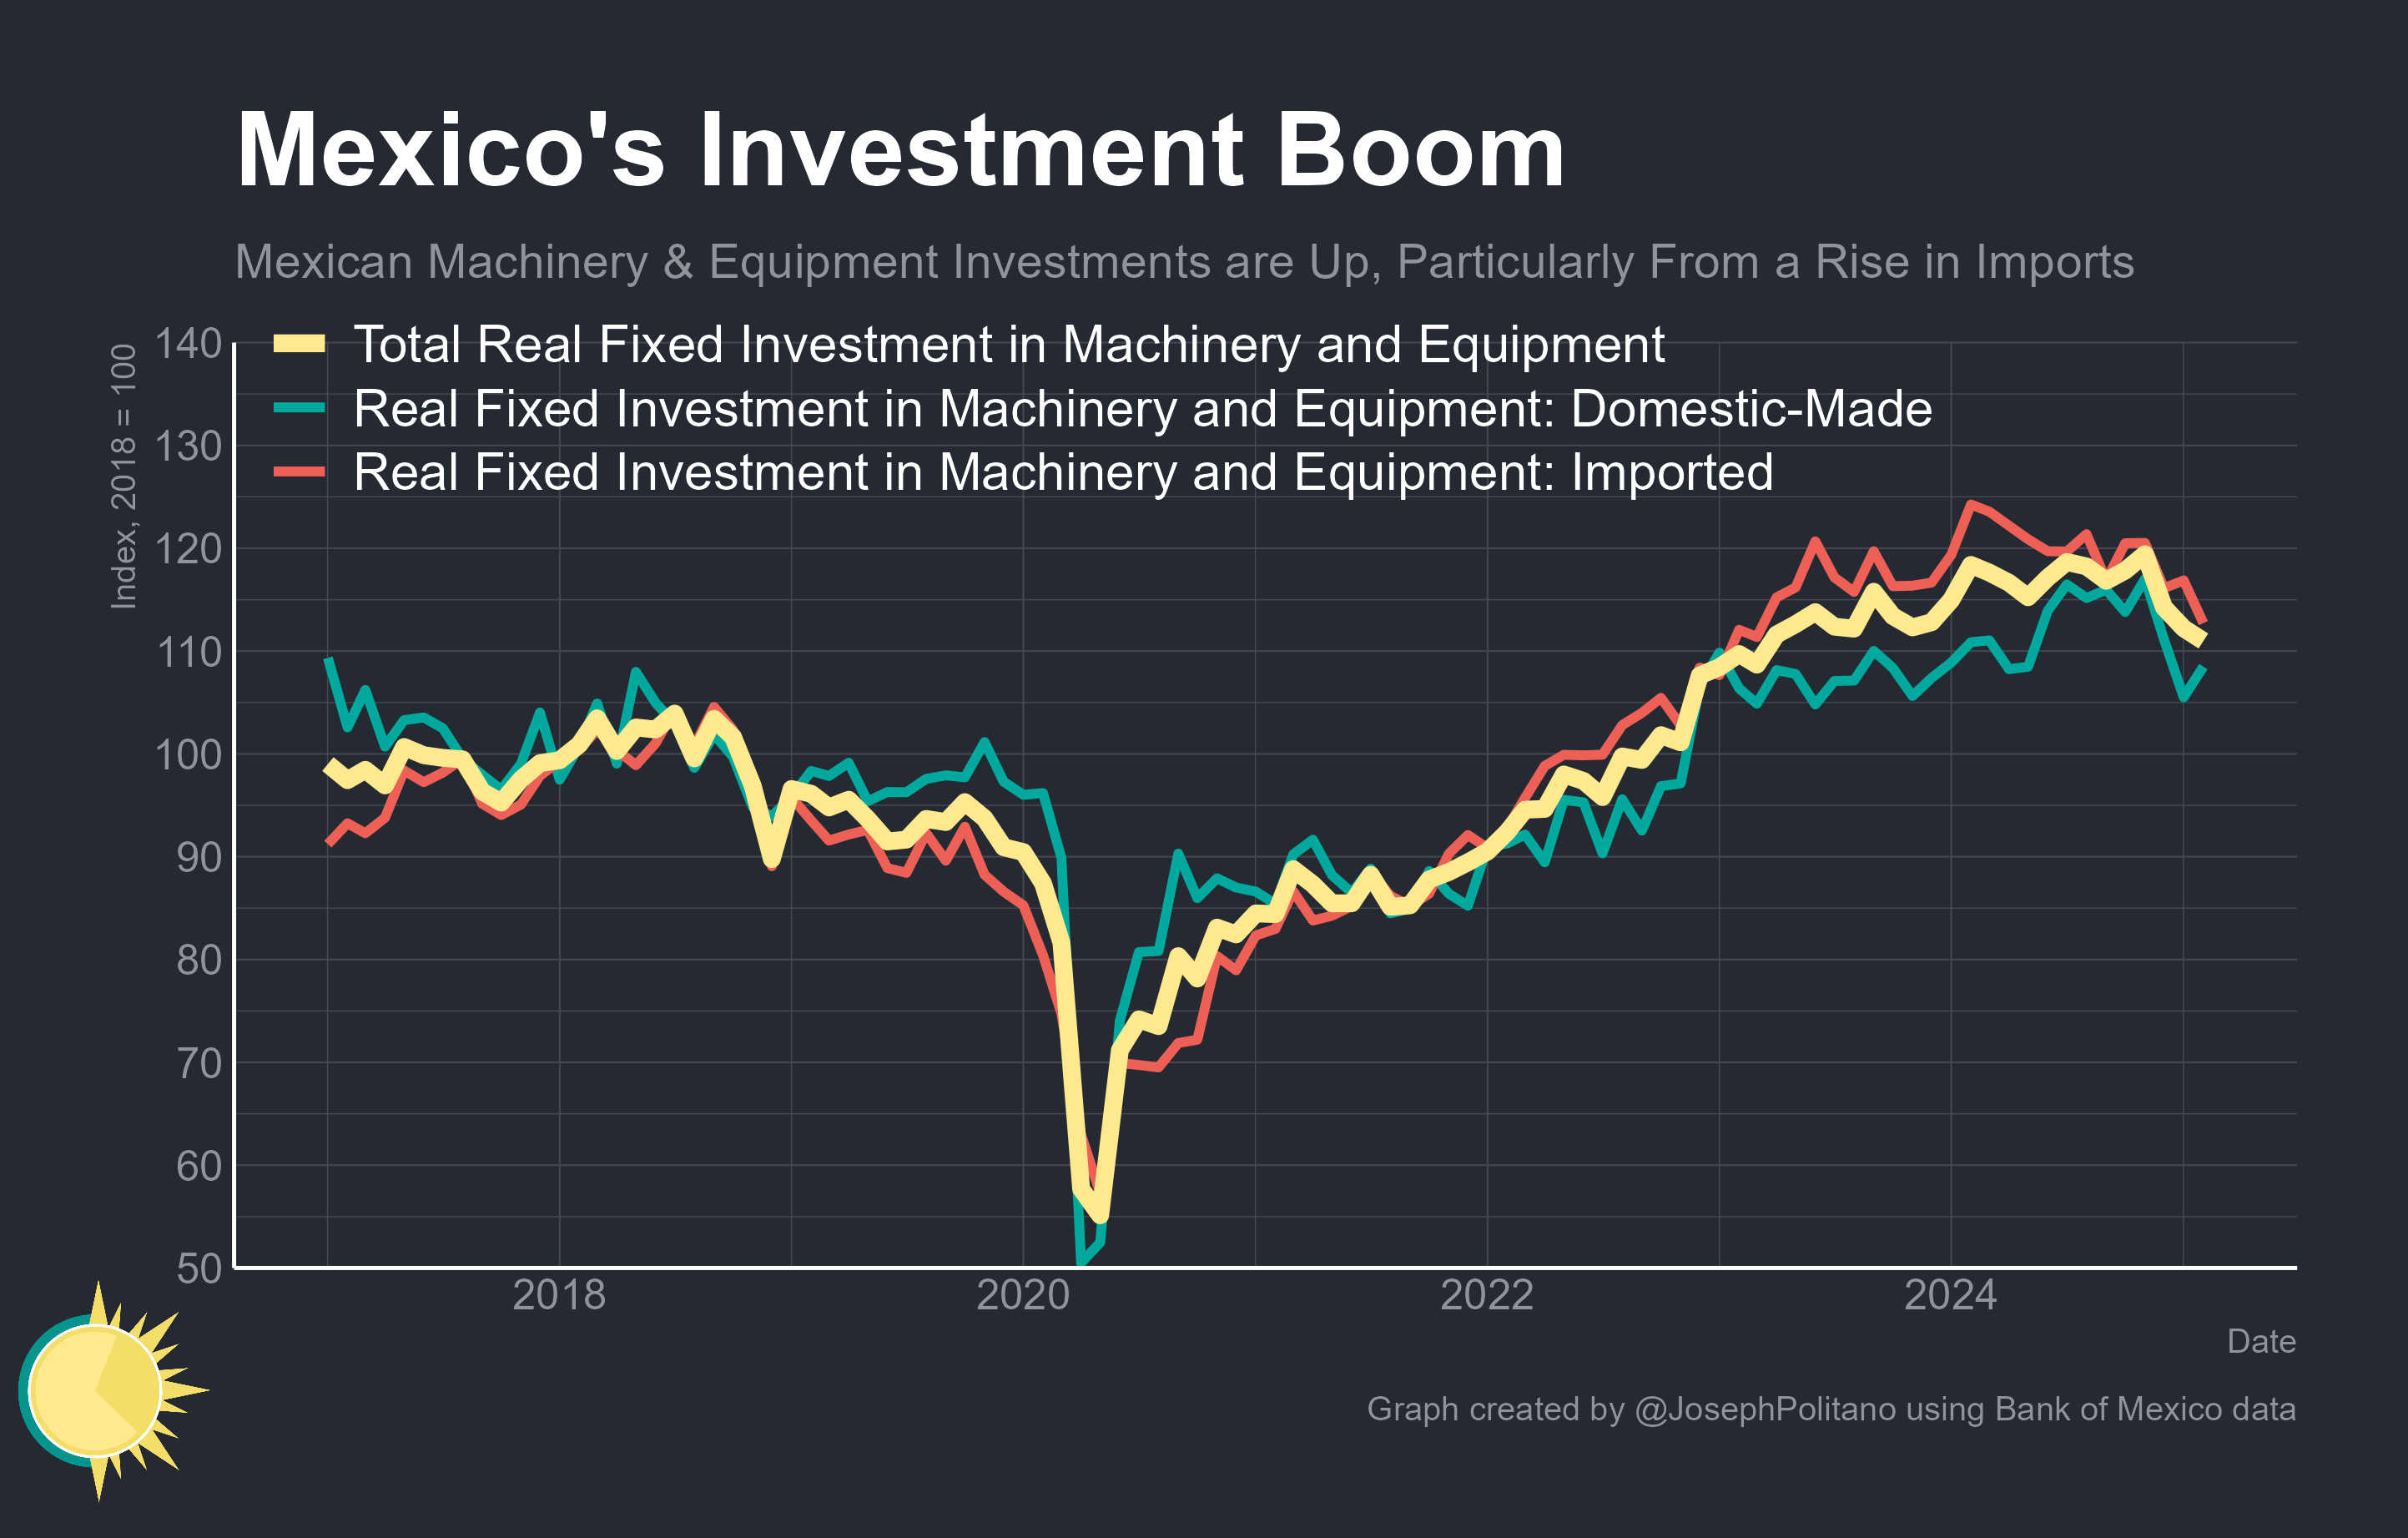 Mexico's Investment Boom
Mexican Machinery & Equipment Investments are Up, Particularly From a Rise in Imports
Index, 2018 = 100
140
130
120
110
100
90
80
70
60
50
Total Real Fixed Investment in Machinery and Equipment
Real Fixed Investment in Machinery and Equipment: Domestic-Made
Real Fixed Investment in Machinery and Equipment: Imported
2018
2020
2022
2024
Date
Graph created by @JosephPolitano using Bank of Mexico data